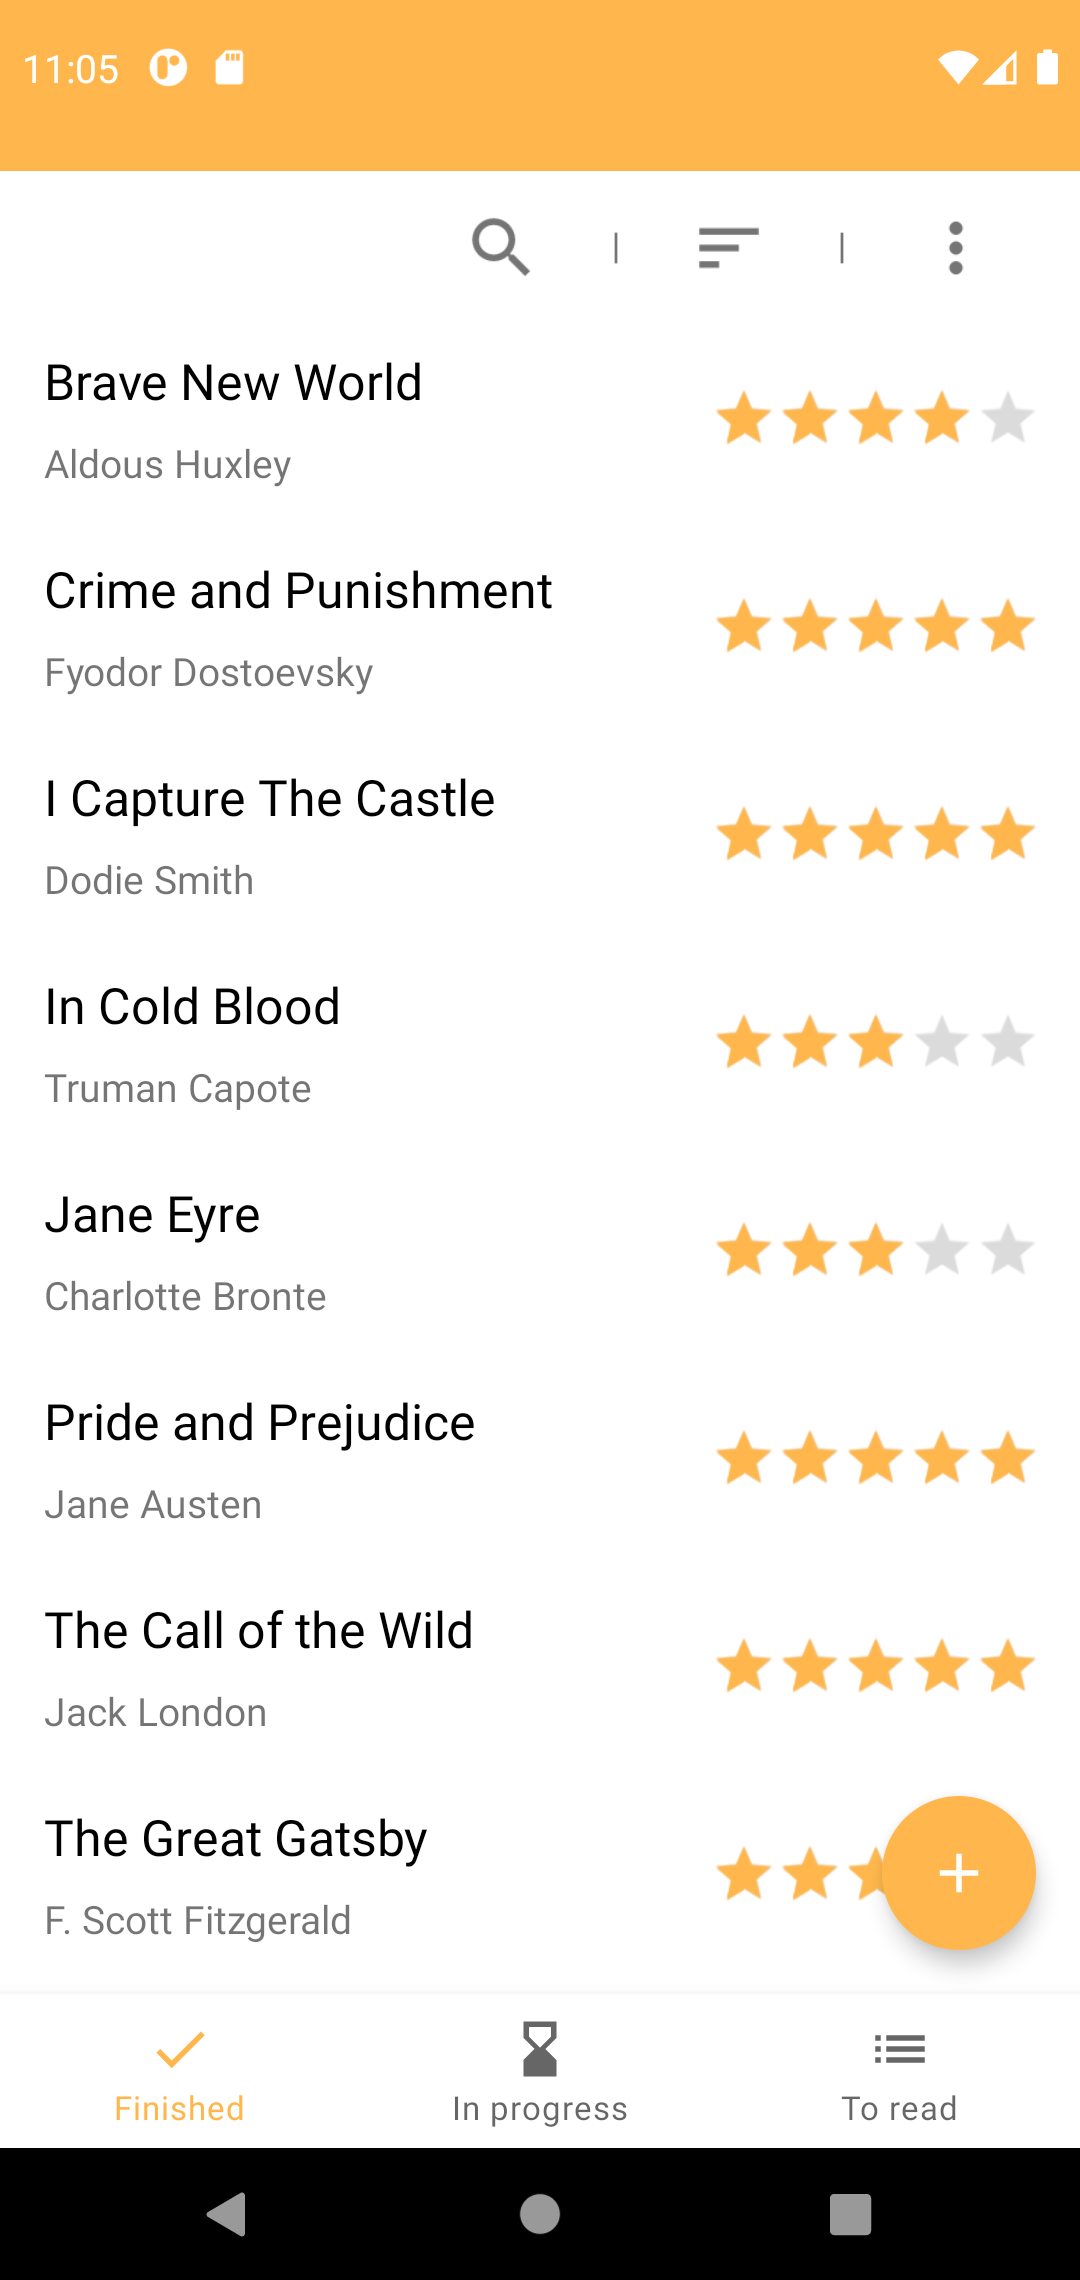 11:05
Brave New World
Aldous Huxley
Crime and Punishment
Fyodor Dostoevsky
I Capture The Castle
Dodie Smith
In Cold Blood
Truman Capote
Jane Eyre
Charlotte Bronte
Pride and Prejudice
Jane Austen
The Call of the Wild
Jack London
The Great Gatsby
F. Scott Fitzgerald
Finished
In progress
To read